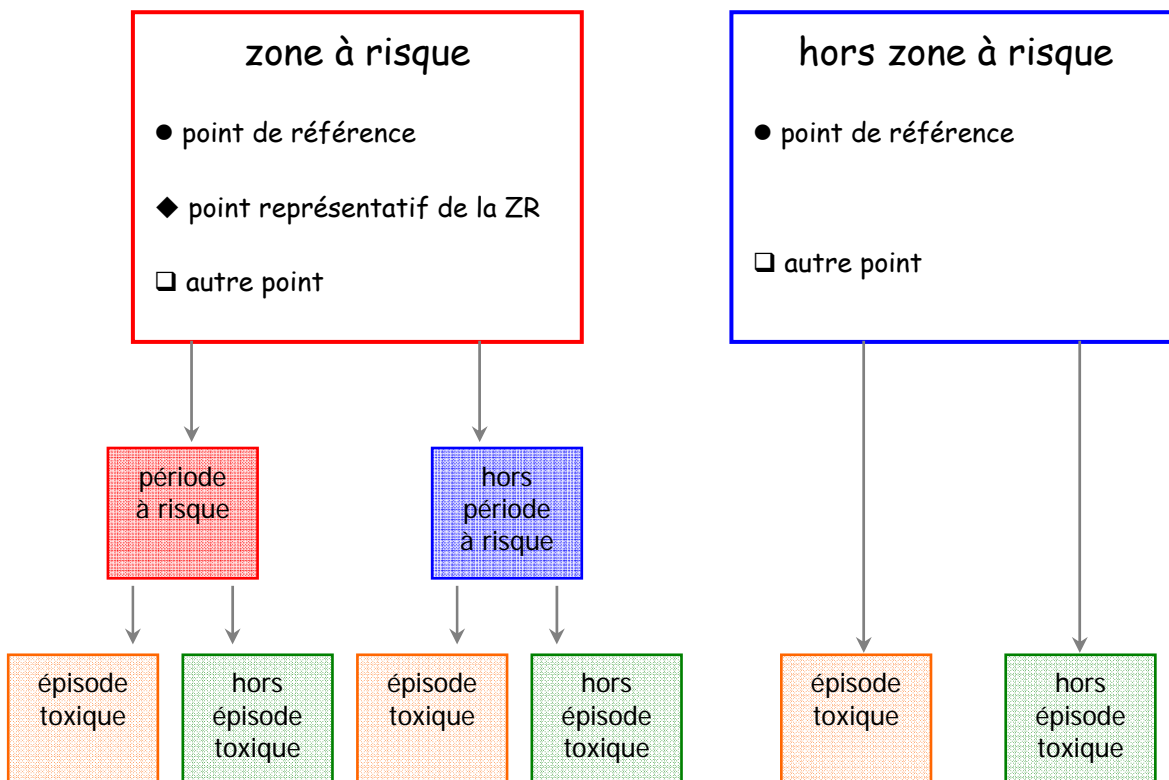 zone à risque
● point de référence
◆ point représentatif de la ZR
❑ autre point
hors zone à risque
● point de référence
❑ autre point
période
à risque
hors
période
à risque
épisode
toxique
hors
épisode
toxique
épisode
toxique
hors
épisode
toxique
épisode
toxique
hors
épisode
toxique